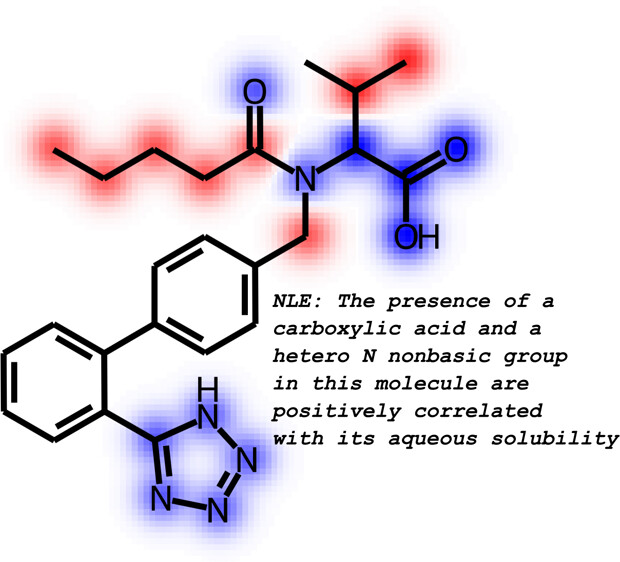 O
O
N
OH
NLE: The presence of a
carboxylic acid and a
hetero N nonbasic group
in this molecule are
positively correlated
with its aqueous solubility
H
N
N
N
N